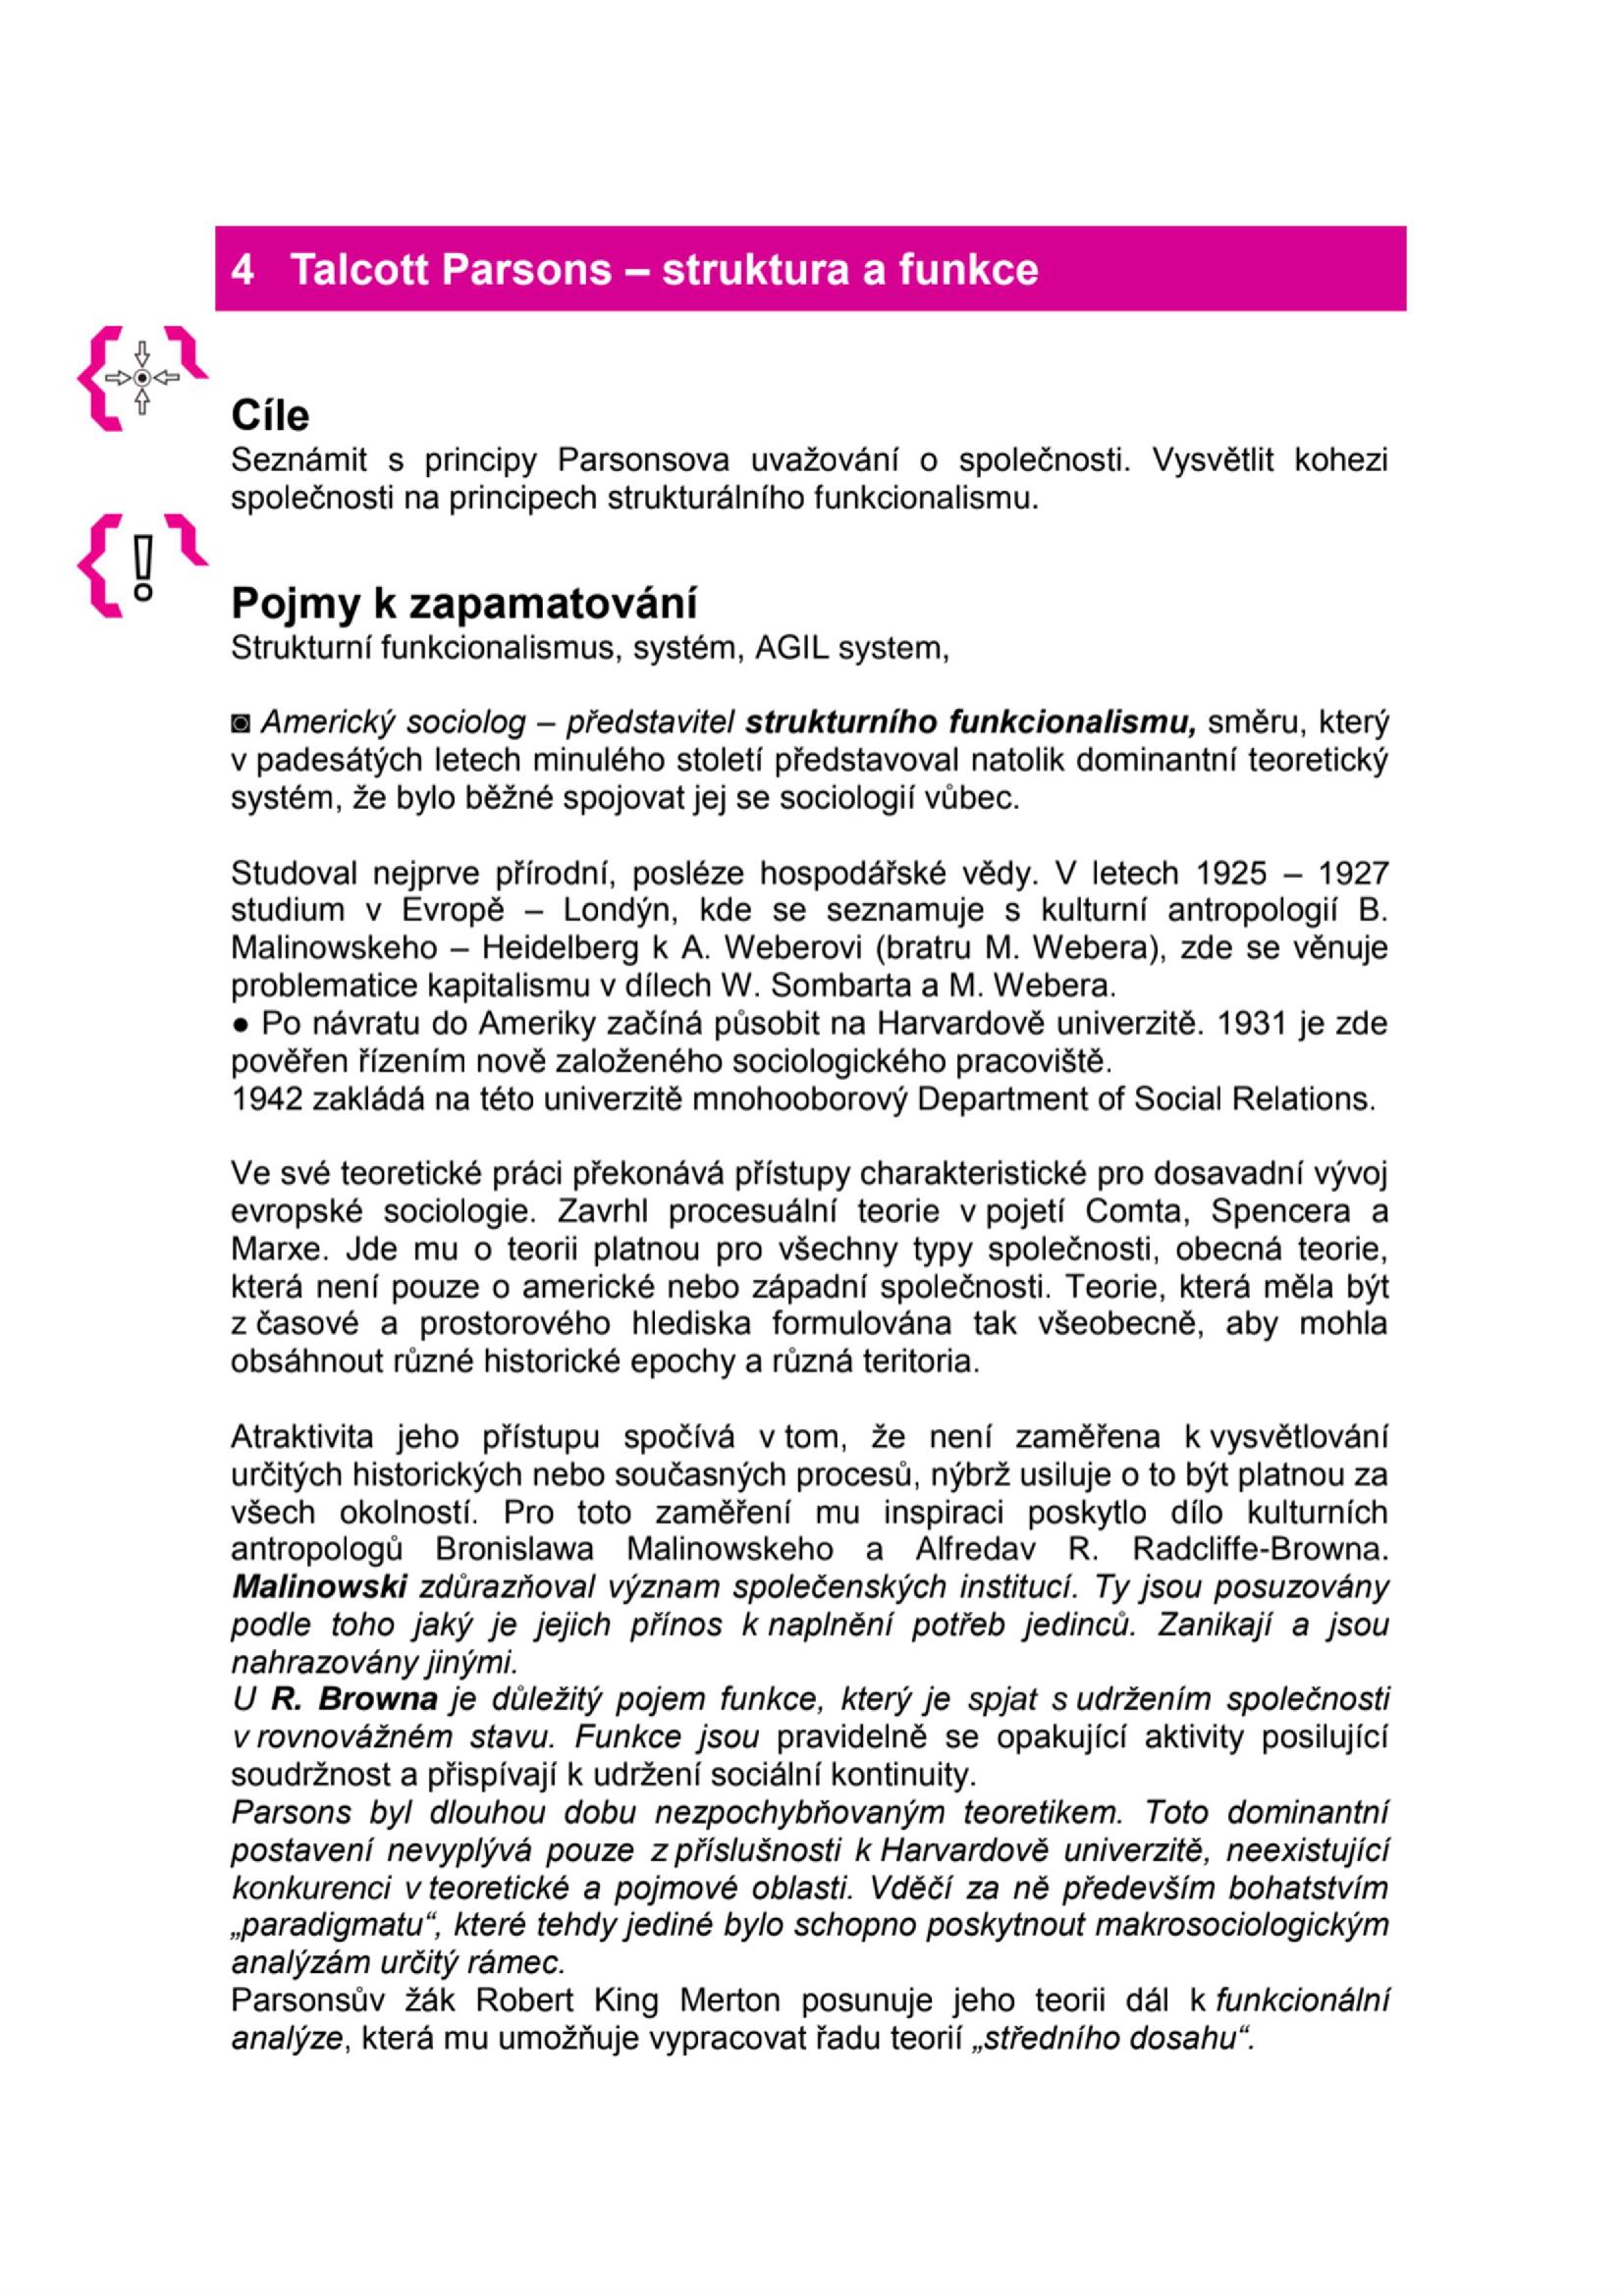 4 Talcott Parsons – struktura a funkce
Cíle
Seznámit s principy Parsonsova uvažování o společnosti. Vysvětlit kohezi
společnosti na principech strukturálního funkcionalismu.
Pojmy k zapamatování
Strukturní funkcionalismus, systém, AGIL system,
◙ Americký sociolog – představitel strukturního funkcionalismu, směru, který
v padesátých letech minulého století představoval natolik dominantní teoretický
systém, že bylo běžné spojovat jej se sociologií vůbec.
Studoval nejprve přírodní, posléze hospodářské vědy. V letech 1925 – 1927
studium v Evropě – Londýn, kde se seznamuje s kulturní antropologií B.
Malinowskeho – Heidelberg k A. Weberovi (bratru M. Webera), zde se věnuje
problematice kapitalismu v dílech W. Sombarta a M. Webera.
● Po návratu do Ameriky začíná působit na Harvardově univerzitě. 1931 je zde
pověřen řízením nově založeného sociologického pracoviště.
1942 zakládá na této univerzitě mnohooborový Department of Social Relations.
Ve své teoretické práci překonává přístupy charakteristické pro dosavadní vývoj
evropské sociologie. Zavrhl procesuální teorie v pojetí Comta, Spencera a
Marxe. Jde mu o teorii platnou pro všechny typy společnosti, obecná teorie,
která není pouze o americké nebo západní společnosti. Teorie, která měla být
z časové a prostorového hlediska formulována tak všeobecně, aby mohla
obsáhnout různé historické epochy a různá teritoria.
Atraktivita jeho přístupu spočívá v tom, že není zaměřena k vysvětlování
určitých historických nebo současných procesů, nýbrž usiluje o to být platnou za
všech okolností. Pro toto zaměření mu inspiraci poskytlo dílo kulturních
antropologů Bronislawa Malinowskeho a Alfredav R. Radcliffe-Browna.
Malinowski zdůrazňoval význam společenských institucí. Ty jsou posuzovány
podle toho jaký je jejich přínos k naplnění potřeb jedinců. Zanikají a jsou
nahrazovány jinými.
U R. Browna je důležitý pojem funkce, který je spjat s udržením společnosti
v rovnovážném stavu. Funkce jsou pravidelně se opakující aktivity posilující
soudržnost a přispívají k udržení sociální kontinuity.
Parsons byl dlouhou dobu nezpochybňovaným teoretikem. Toto dominantní
postavení nevyplývá pouze z příslušnosti k Harvardově univerzitě, neexistující
konkurenci v teoretické a pojmové oblasti. Vděčí za ně především bohatstvím
„paradigmatu“, které tehdy jediné bylo schopno poskytnout makrosociologickým
analýzám určitý rámec.
Parsonsův žák Robert King Merton posunuje jeho teorii dál k funkcionální
analýze, která mu umožňuje vypracovat řadu teorií „středního dosahu“.